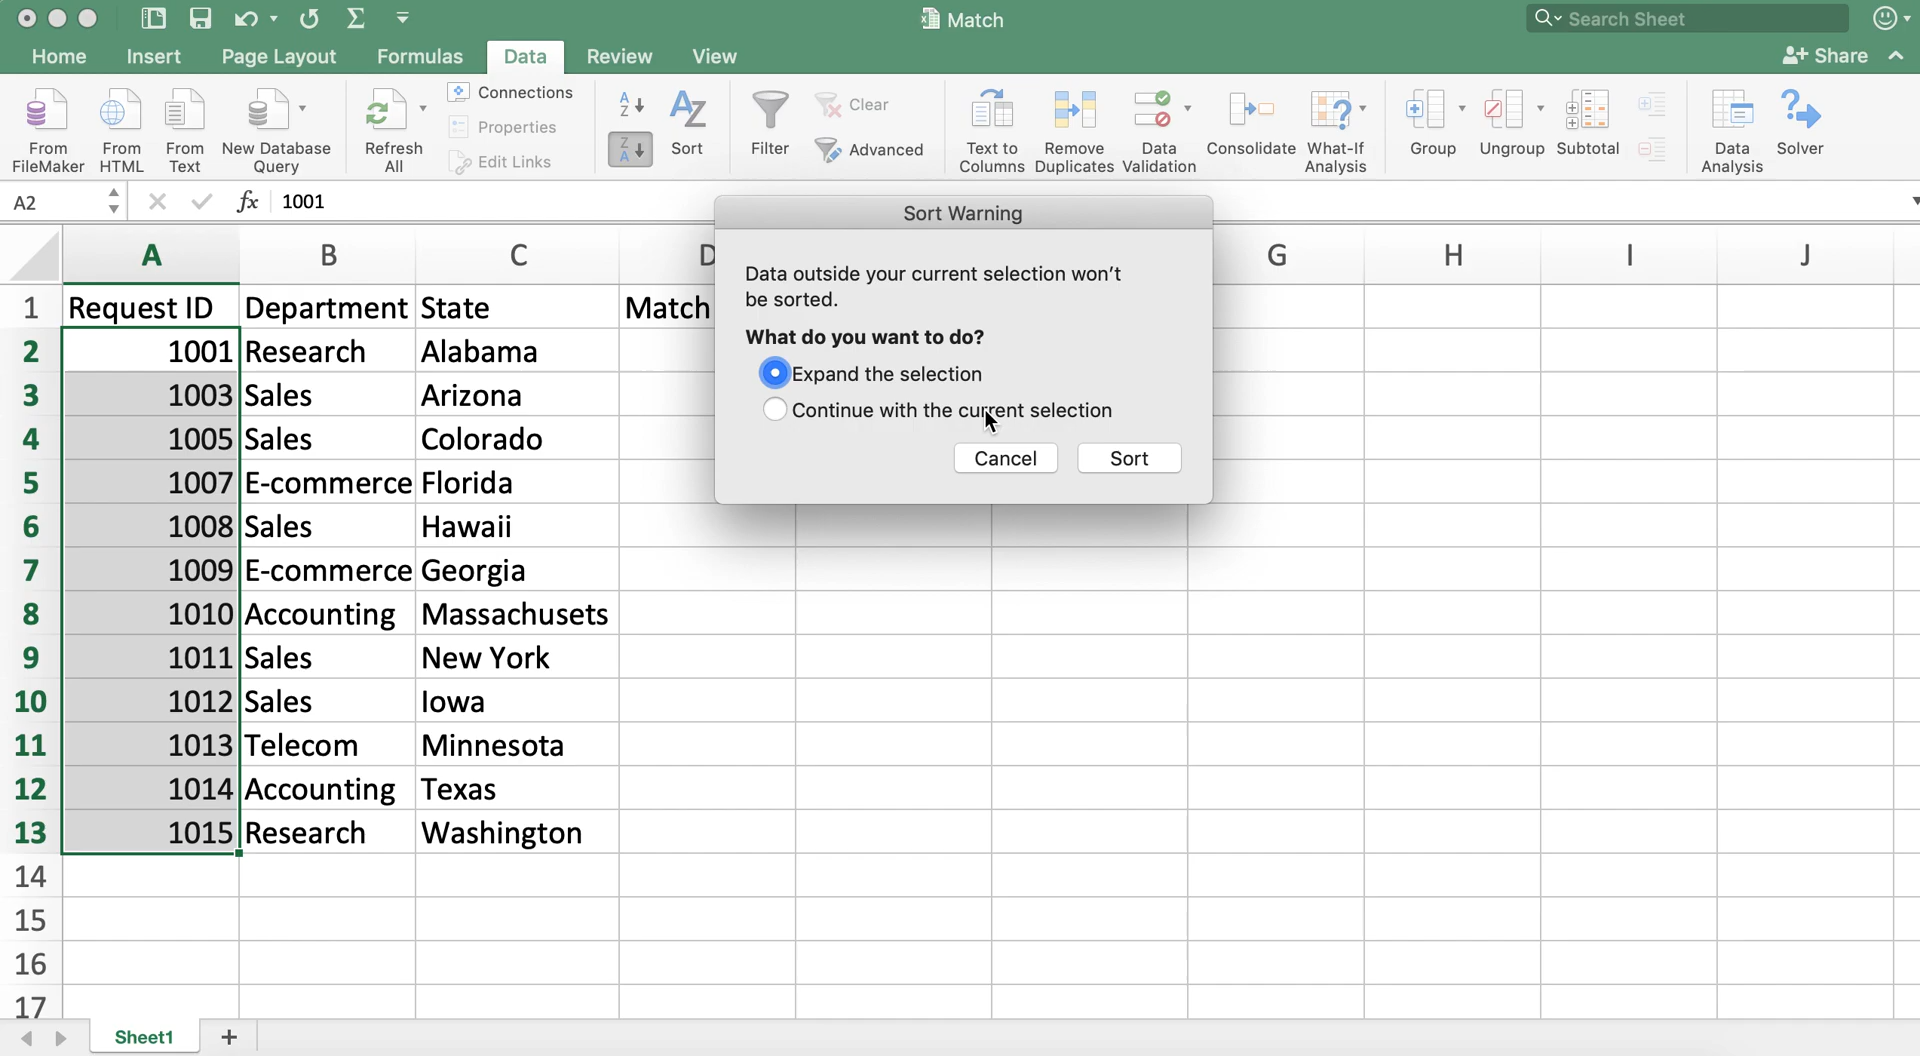 Match
Search Sheet
Home Insert Page Layout Formulas Data Review View Share
From FileMaker
From HTML
From Text
New Database Query
Refresh All
Connections
Properties
Edit Links
A Z
Z A
A Z Sort
Filter
Clear
Advanced
Text to Columns
Remove Duplicates
Data Validation
Consolidate
What-If Analysis
Group
Ungroup
Subtotal
Data Analysis
Solver
A2 fx 1001
Sort Warning
Data outside your current selection won't
be sorted.
What do you want to do?
Expand the selection
Continue with the current selection
Cancel Sort
A B C D G H I J
1 Request ID Department State Match
2 1001 Research Alabama
3 1003 Sales Arizona
4 1005 Sales Colorado
5 1007 E-commerce Florida
6 1008 Sales Hawaii
7 1009 E-commerce Georgia
8 1010 Accounting Massachusets
9 1011 Sales New York
10 1012 Sales Iowa
11 1013 Telecom Minnesota
12 1014 Accounting Texas
13 1015 Research Washington
14
15
16
17
Sheet1 +